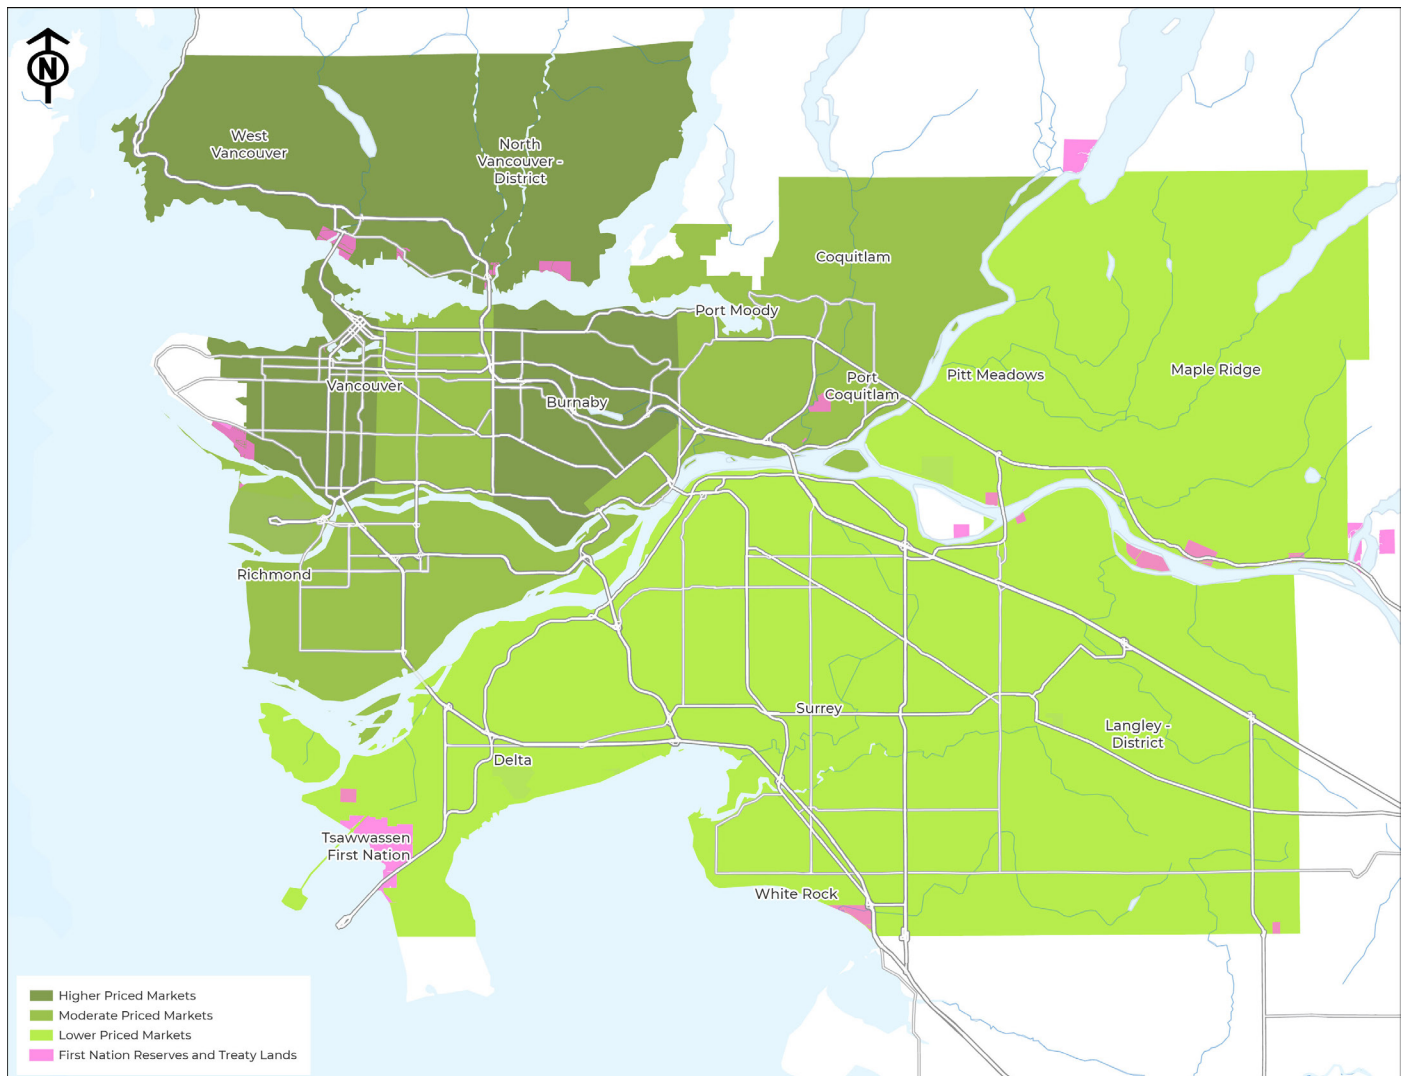 N
West
Vancouver
North
Vancouver -
District
Coquitlam
Port Moody
Vancouver
Burnaby
Port
Coquitlam
Pitt Meadows
Maple Ridge
Richmond
Surrey
Langley -
District
Delta
Tsawwassen
First Nation
White Rock
Higher Priced Markets
Moderate Priced Markets
Lower Priced Markets
First Nation Reserves and Treaty Lands